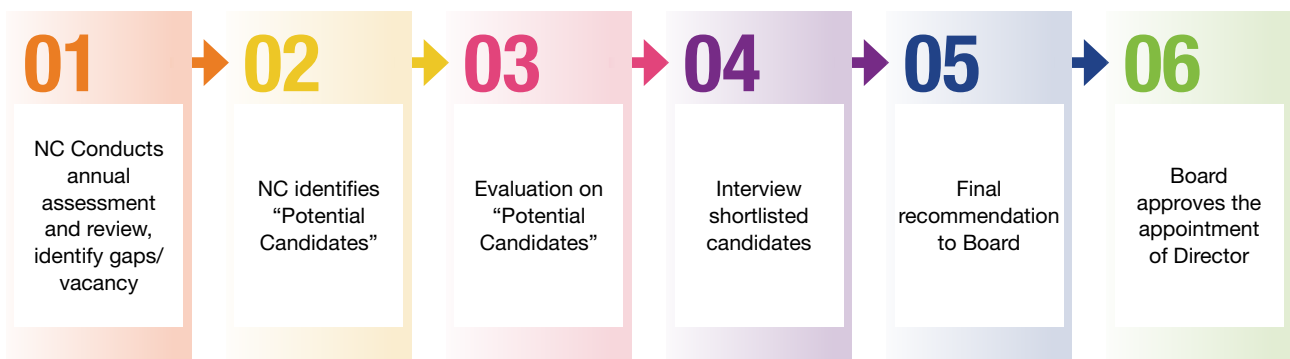 01
NC Conducts
annual
assessment
and review,
identify gaps/
vacancy
02
NC identifies
“Potential
Candidates”
03
Evaluation on
“Potential
Candidates”
04
Interview
shortlisted
candidates
05
Final
recommendation
to Board
06
Board
approves the
appointment
of Director